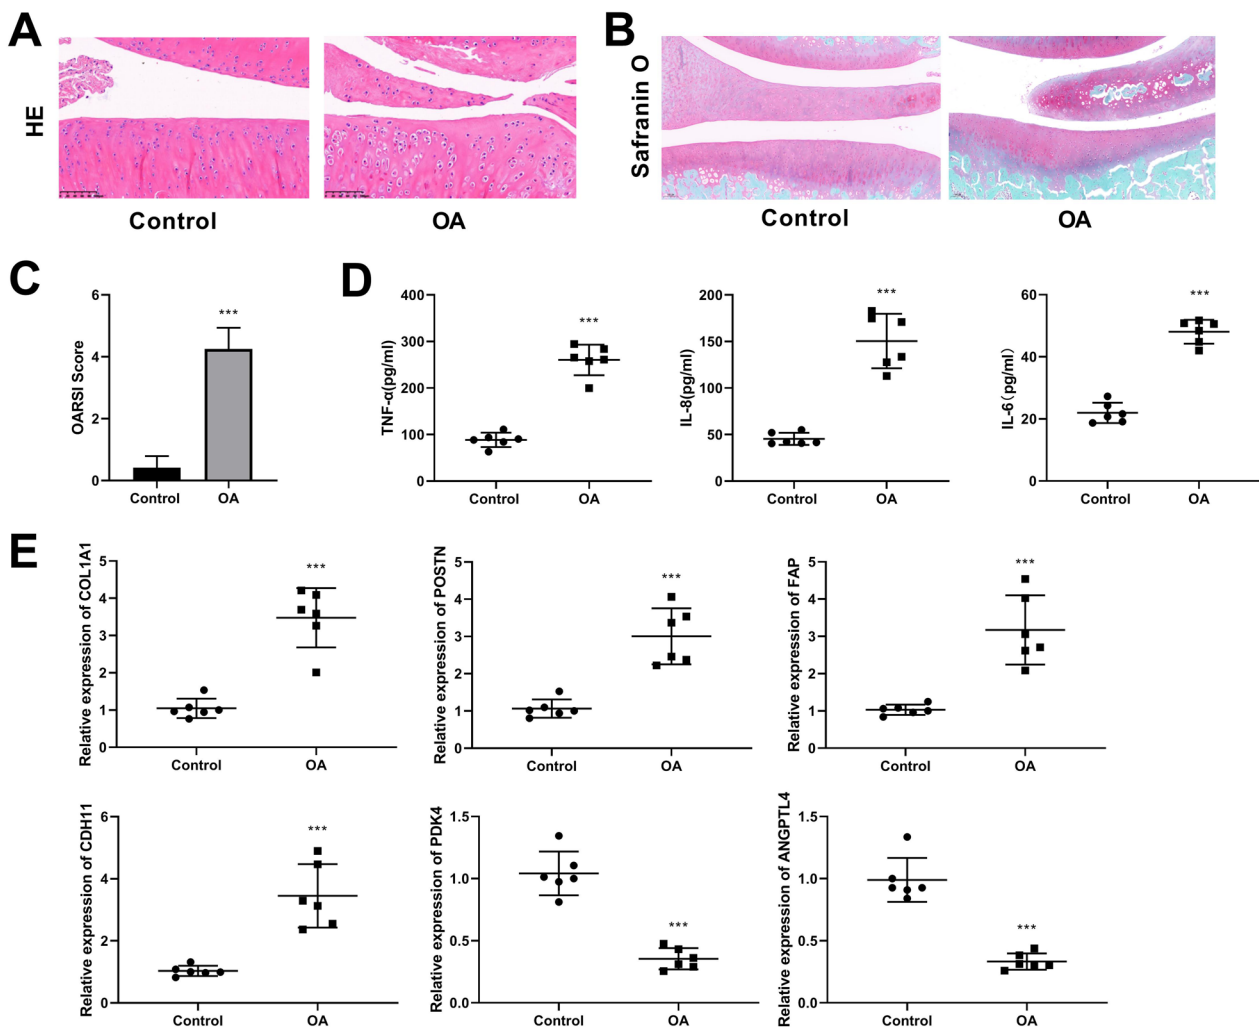 A
HE
Control
OA
B
Safranin O
Control
OA
C
OARSI Score
6
4
2
0
***
Control
OA
D
TNF-α(pg/ml)
400
300
200
100
0
***
Control
OA
IL-8(pg/ml)
200
150
100
50
0
***
Control
OA
IL-6（pg/ml）
60
40
20
0
***
Control
OA
E
Relative expression of COL1A1
5
4
3
2
1
0
***
Control
OA
Relative expression of POSTN
5
4
3
2
1
0
***
Control
OA
Relative expression of FAP
5
4
3
2
1
0
***
Control
OA
Relative expression of CDH11
6
4
2
0
***
Control
OA
Relative expression of PDK4
1.5
1.0
0.5
0.0
***
Control
OA
Relative expression of ANGPTL4
1.5
1.0
0.5
0.0
***
Control
OA